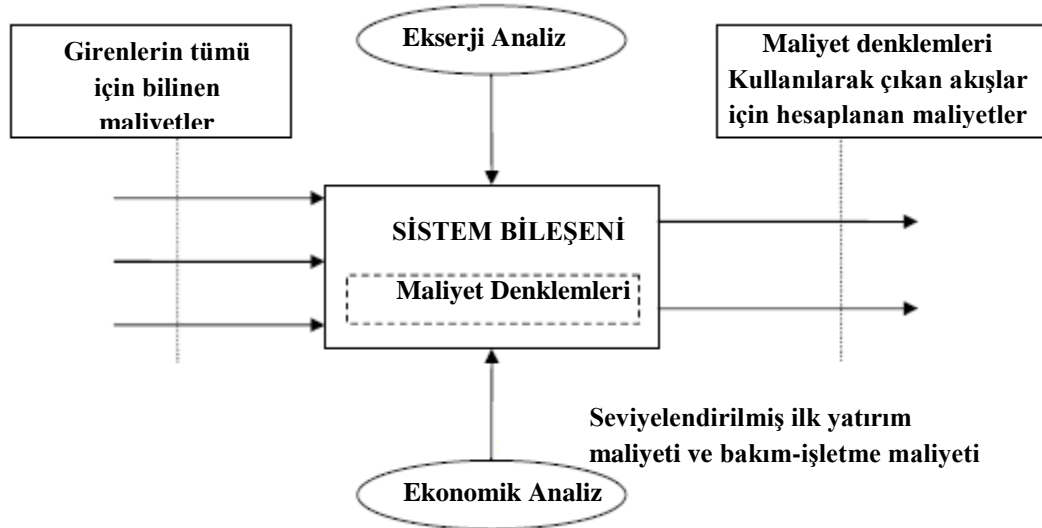 Girenlerin tümü
için bilinen
maliyetler
Ekserji Analiz
Maliyet denklemleri
Kullanılarak çıkan akışlar
için hesaplanan maliyetler
SİSTEM BİLEŞENİ
Maliyet Denklemleri
Seviyelendirilmiş ilk yatırım
maliyeti ve bakım-işletme maliyeti
Ekonomik Analiz